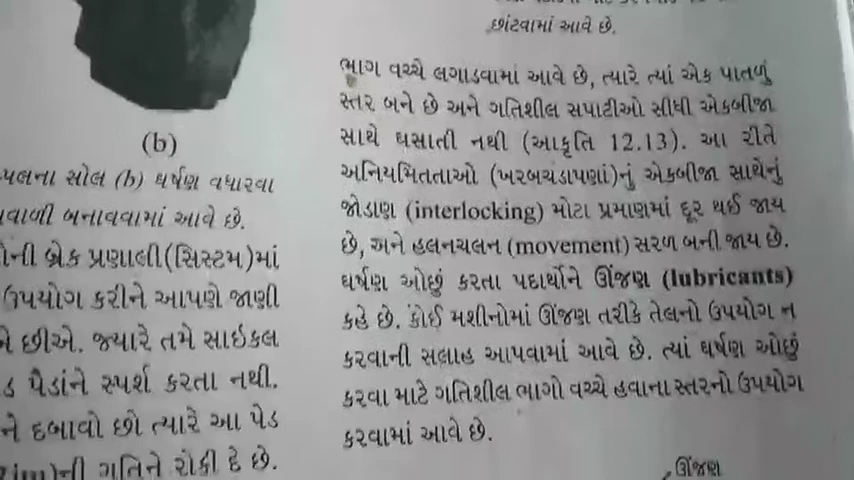 (b)
ઘર્ષણ વધારવા
બનાવવામાં આવે છે.
બ્રેક પ્રણાલી(સિસ્ટમ)માં
ઉપયોગ કરીને આપણે જાણી
છીએ. જ્યારે તમે સાઇકલ
પૈડાંને સ્પર્શ કરતા નથી.
ને દબાવો છો ત્યારે આ પેડ
ગતિને રોકી દે છે.
છાંટવામાં આવે છે.
ભાગ વચ્ચે લગાડવામાં આવે છે, ત્યારે ત્યાં એક પાતળું
સ્તર બને છે અને ગતિશીલ સપાટીઓ સીધી એકબીજા
સાથે ઘસાતી નથી (આકૃતિ 12.13). આ રીતે
અનિયમિતતાઓ (ખરબચડાપણાં)નું એકબીજા સાથેનું
જોડાણ (interlocking) મોટા પ્રમાણમાં દૂર થઈ જાય
છે, અને હલનચલન (movement) સરળ બની જાય છે.
ઘર્ષણ ઓછું કરતા પદાર્થોને ઊંજણ (lubricants)
કહે છે. કોઈ મશીનોમાં ઊંજણ તરીકે તેલનો ઉપયોગ ન
કરવાની સલાહ આપવામાં આવે છે. ત્યાં ઘર્ષણ ઓછું
કરવા માટે ગતિશીલ ભાગો વચ્ચે હવાના સ્તરનો ઉપયોગ
કરવામાં આવે છે.
ઊંજણ